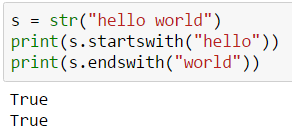 s = str("hello world")
print(s.startswith("hello"))
print(s.endswith("world"))
True
True